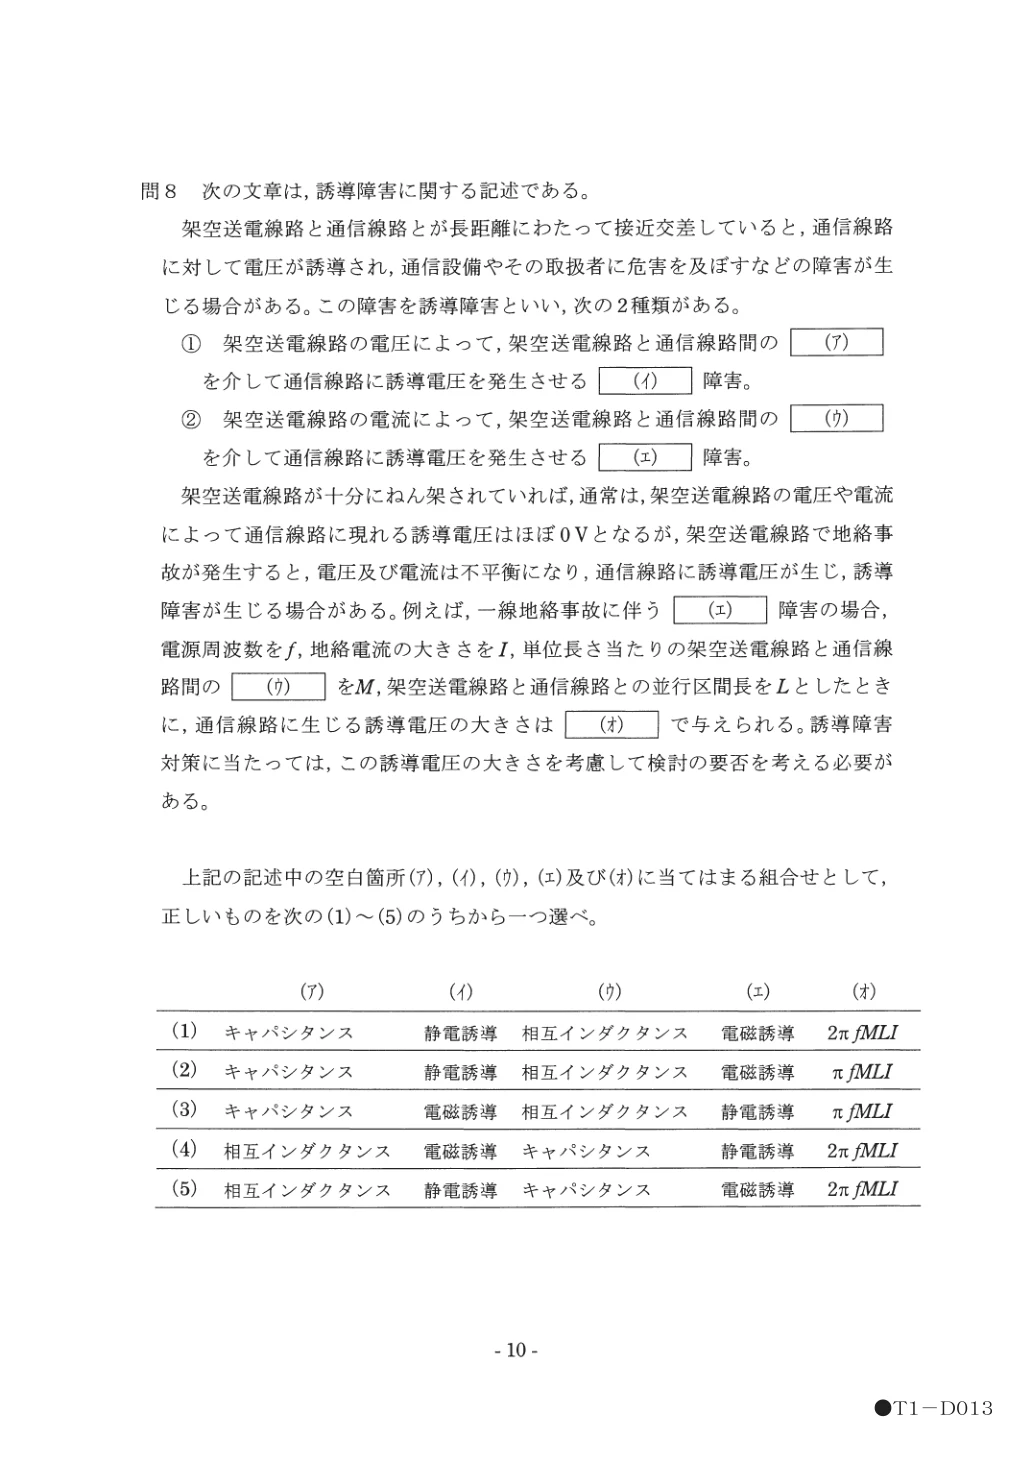 問8 次の文章は,誘導障害に関する記述である。
架空送電線路と通信線路とが長距離にわたって接近交差していると,通信線路
に対して電圧が誘導され,通信設備やその取扱者に危害を及ぼすなどの障害が生
じる場合がある。この障害を誘導障害といい,次の2種類がある。
① 架空送電線路の電圧によって,架空送電線路と通信線路間の (ア)
を介して通信線路に誘導電圧を発生させる (イ) 障害。
② 架空送電線路の電流によって,架空送電線路と通信線路間の (ウ)
を介して通信線路に誘導電圧を発生させる (エ) 障害。
架空送電線路が十分にねん架されていれば,通常は,架空送電線路の電圧や電流
によって通信線路に現れる誘導電圧はほぼ0Vとなるが,架空送電線路で地絡事
故が発生すると,電圧及び電流は不平衡になり,通信線路に誘導電圧が生じ,誘導
障害が生じる場合がある。例えば,一線地絡事故に伴う (エ) 障害の場合,
電源周波数をf,地絡電流の大きさをI,単位長さ当たりの架空送電線路と通信線
路間の (ウ) をM,架空送電線路と通信線路との並行区間長をLとしたとき
に,通信線路に生じる誘導電圧の大きさは (オ) で与えられる。誘導障害
対策に当たっては,この誘導電圧の大きさを考慮して検討の要否を考える必要が
ある。
上記の記述中の空白箇所(ア),(イ),(ウ),(エ)及び(オ)に当てはまる組合せとして,
正しいものを次の(1)～(5)のうちから一つ選べ。
(ア) (イ) (ウ) (エ) (オ)
(1) キャパシタンス 静電誘導 相互インダクタンス 電磁誘導 2πfMLI
(2) キャパシタンス 静電誘導 相互インダクタンス 電磁誘導 πfMLI
(3) キャパシタンス 電磁誘導 相互インダクタンス 静電誘導 πfMLI
(4) 相互インダクタンス 電磁誘導 キャパシタンス 静電誘導 2πfMLI
(5) 相互インダクタンス 静電誘導 キャパシタンス 電磁誘導 2πfMLI
- 10 -
●T1-D013